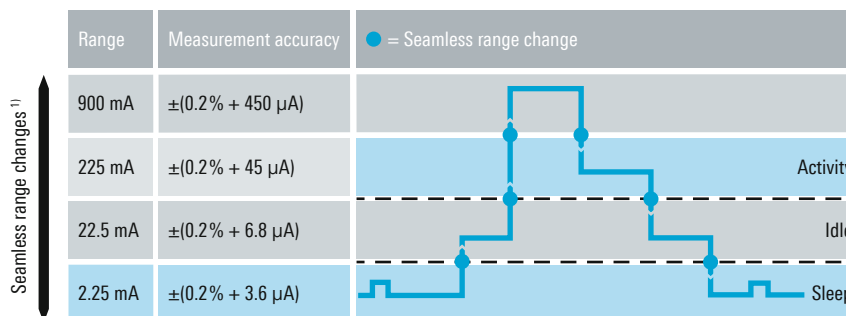 Range Measurement accuracy = Seamless range change
Seamless range changes 1)
900 mA ±(0.2% + 450 μA)
225 mA ±(0.2% + 45 μA) Activity
22.5 mA ±(0.2% + 6.8 μA) Idle
2.25 mA ±(0.2% + 3.6 μA) Sleep